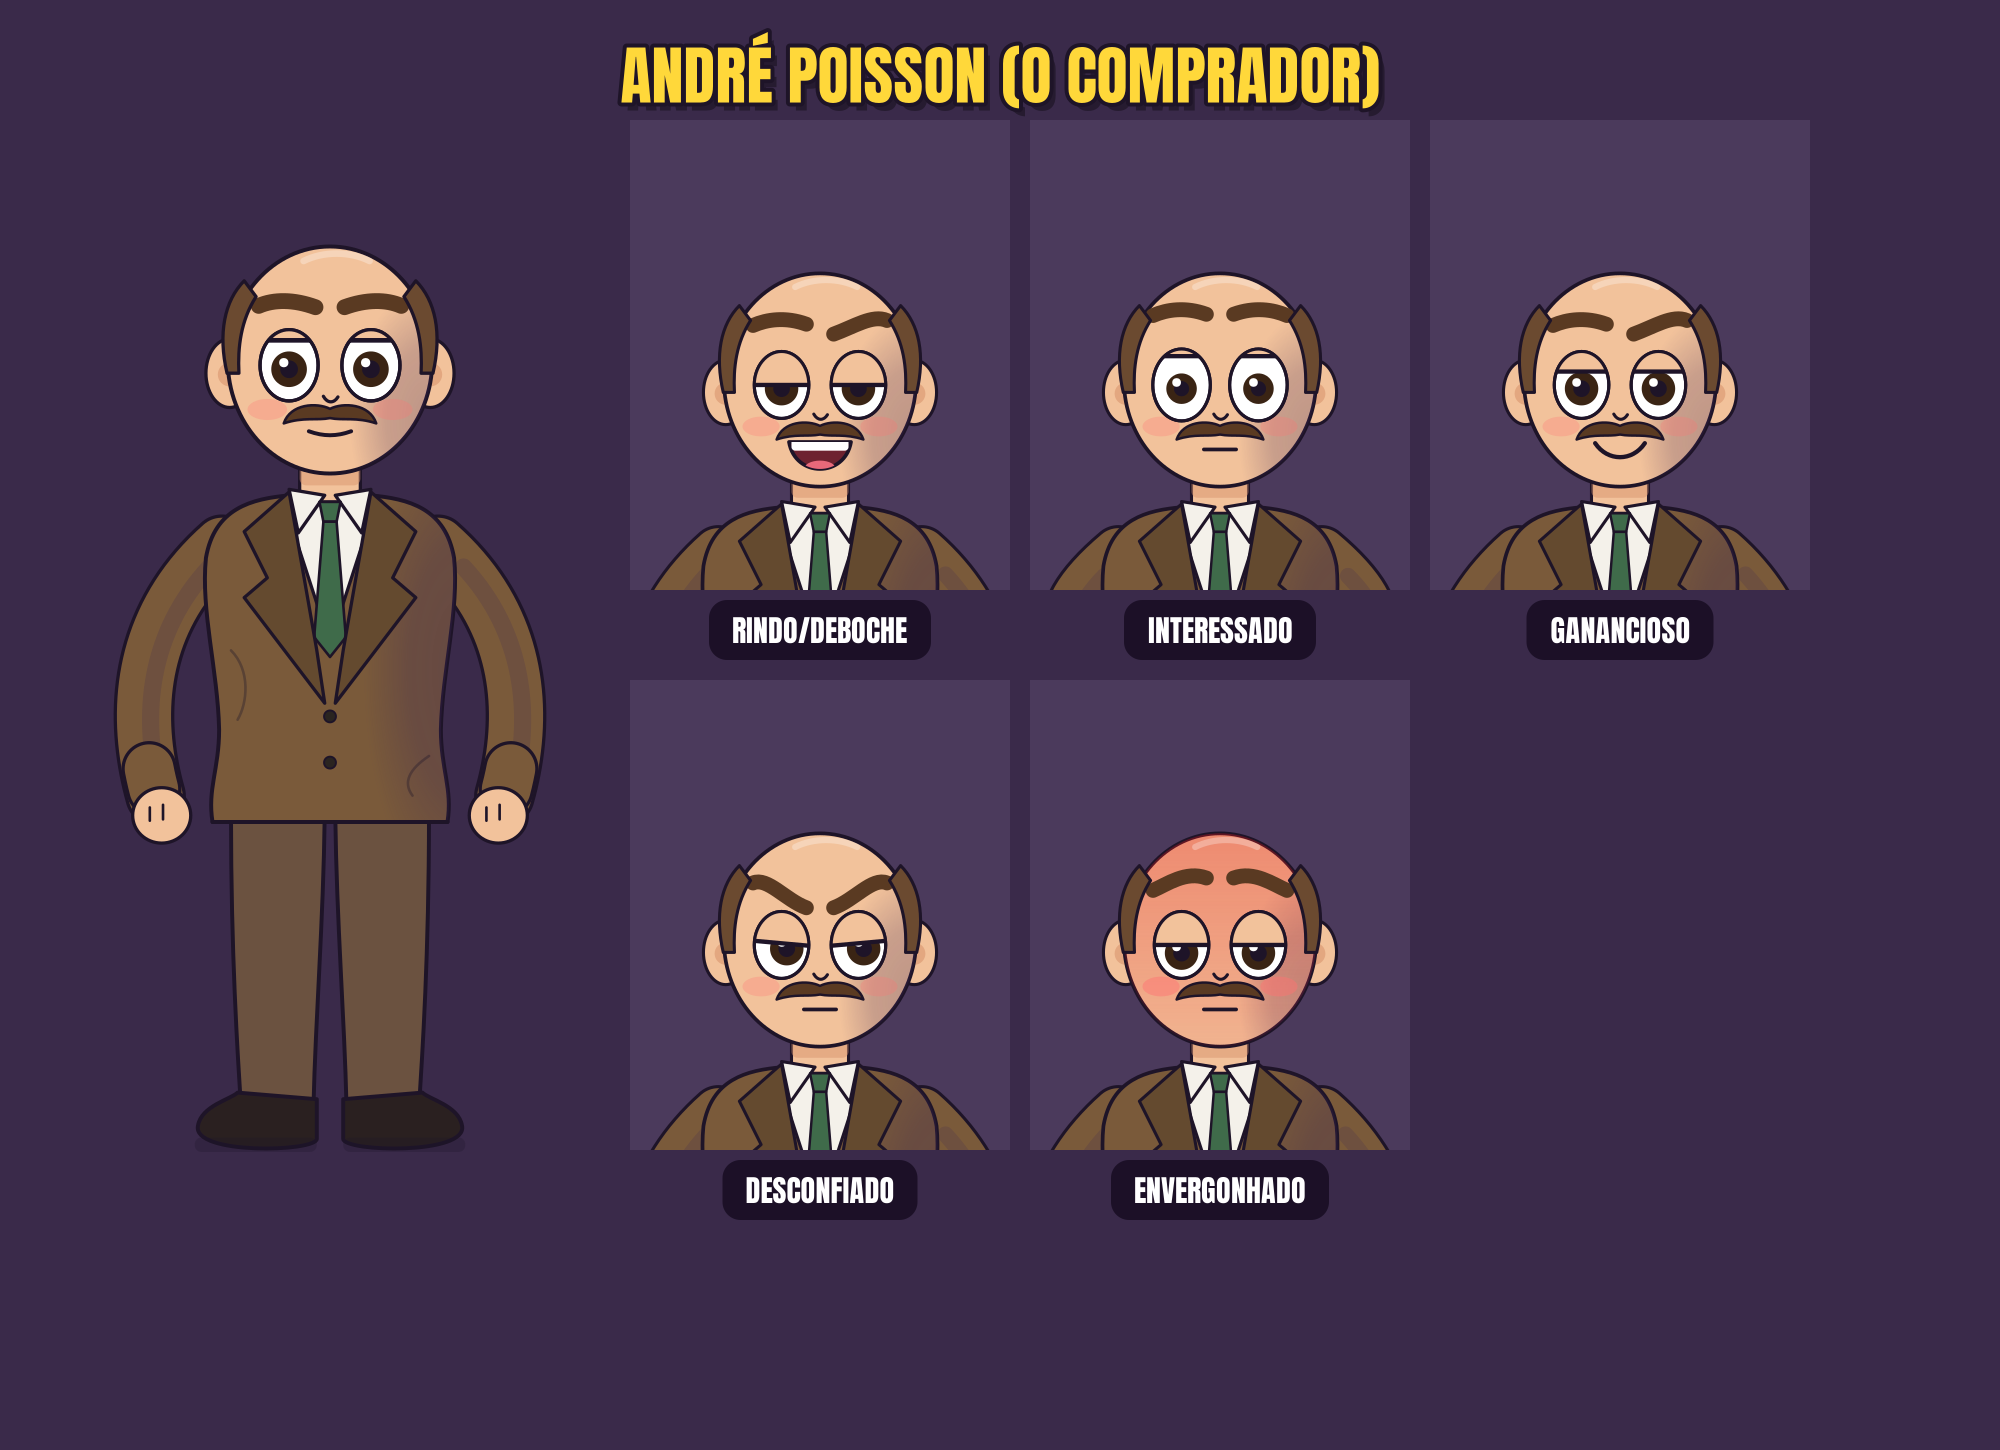 ANDRÉ POISSON (O COMPRADOR)
RINDO/DEBOCHE
INTERESSADO
GANANCIOSO
DESCONFIADO
ENVERGONHADO